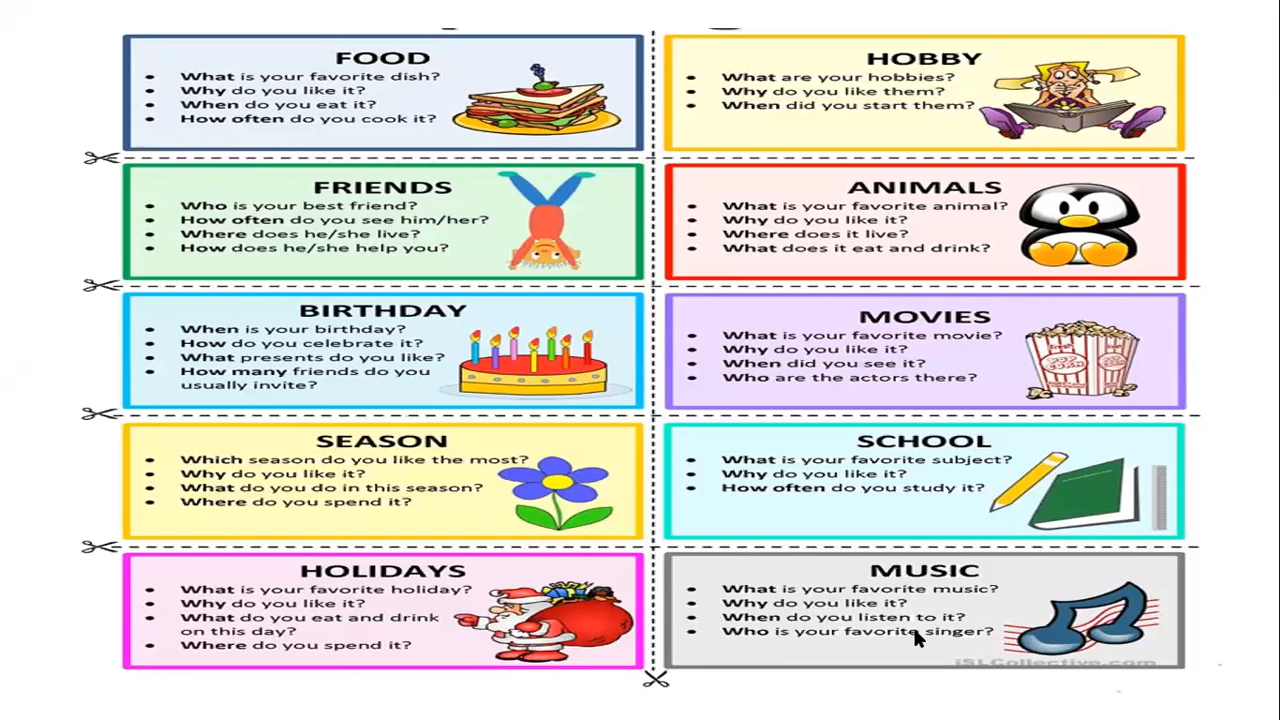 FOOD
What is your favorite dish?
Why do you like it?
When do you eat it?
How often do you cook it?
HOBBY
What are your hobbies?
Why do you like them?
When did you start them?
FRIENDS
Who is your best friend?
How often do you see him/her?
Where does he/she live?
How does he/she help you?
ANIMALS
What is your favorite animal?
Why do you like it?
Where does it live?
What does it eat and drink?
BIRTHDAY
When is your birthday?
How do you celebrate it?
What presents do you like?
How many friends do you
usually invite?
MOVIES
What is your favorite movie?
Why do you like it?
When did you see it?
Who are the actors there?
SEASON
Which season do you like the most?
Why do you like it?
What do you do in this season?
Where do you spend it?
SCHOOL
What is your favorite subject?
Why do you like it?
How often do you study it?
HOLIDAYS
What is your favorite holiday?
Why do you like it?
What do you eat and drink
on this day?
Where do you spend it?
MUSIC
What is your favorite music?
Why do you like it?
When do you listen to it?
Who is your favorite singer?
iSLCollective.com